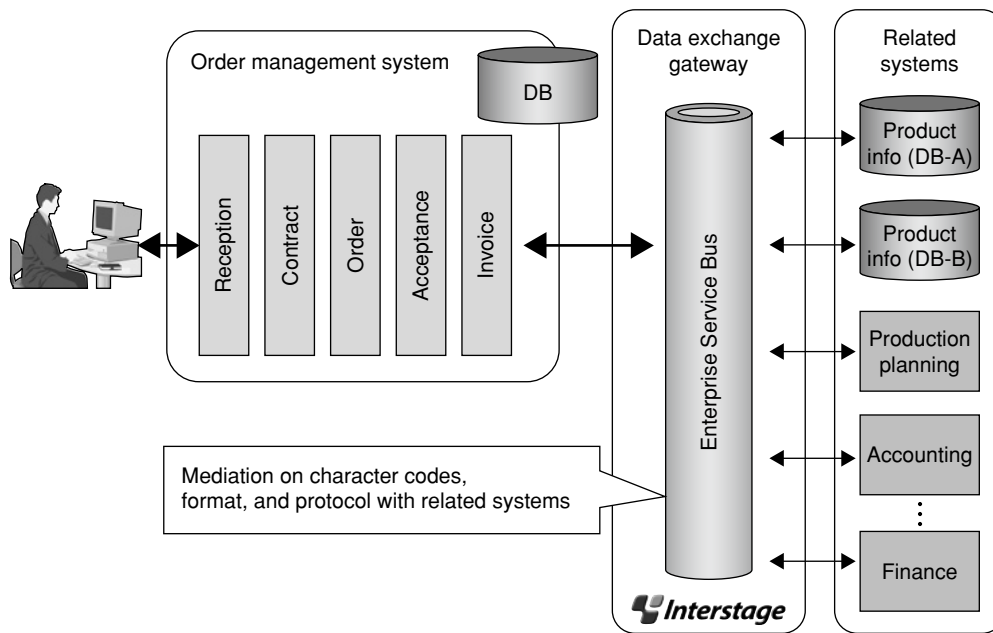 Order management system
DB
Reception
Contract
Order
Acceptance
Invoice
Data exchange
gateway
Enterprise Service Bus
Mediation on character codes,
format, and protocol with related systems
Interstage
Related
systems
Product
info (DB-A)
Product
info (DB-B)
Production
planning
Accounting
Finance